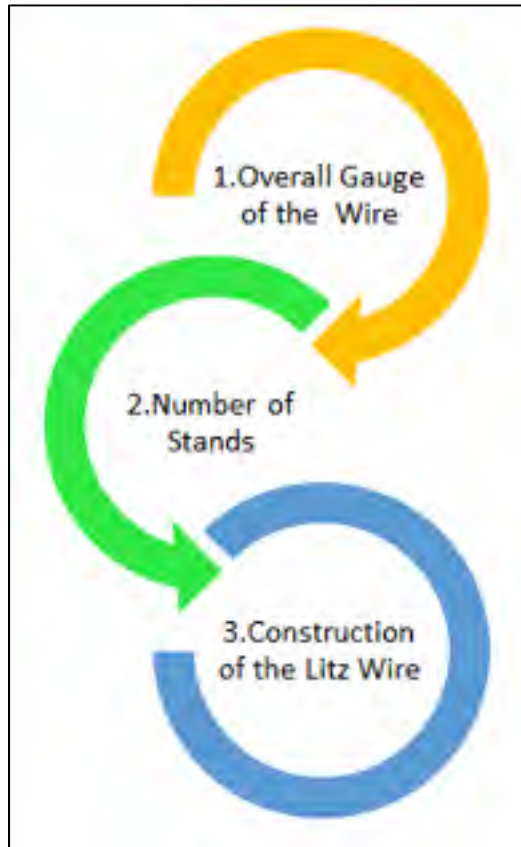 1.Overall Gauge
of the Wire
2.Number of
Stands
3.Construction
of the Litz Wire